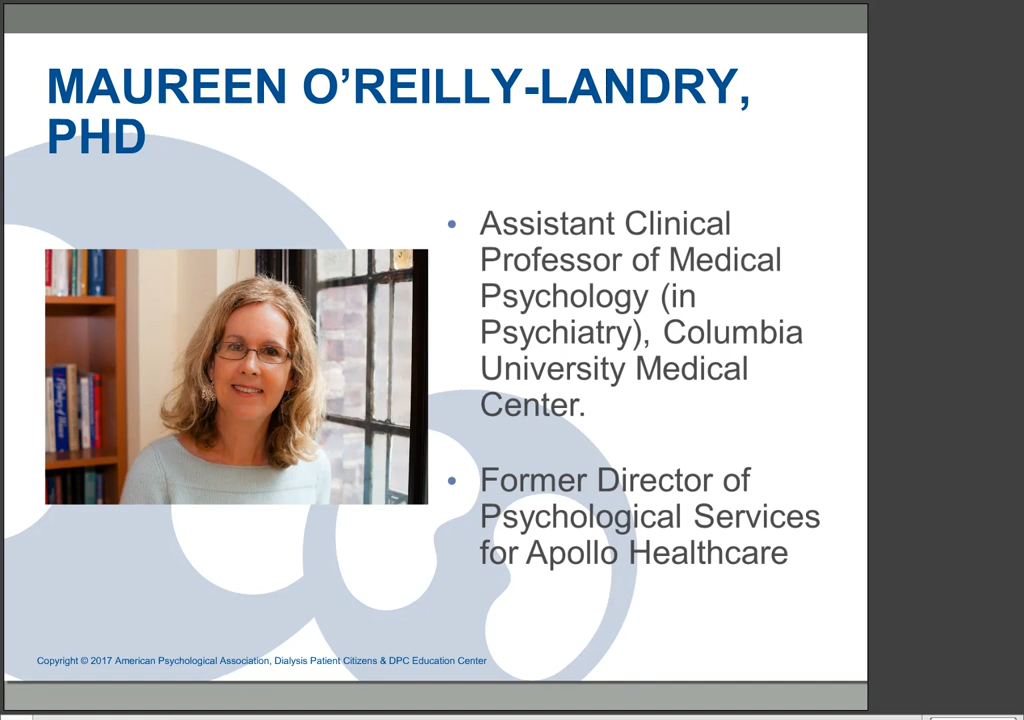 MAUREEN O’REILLY-LANDRY,
PHD
• Assistant Clinical
Professor of Medical
Psychology (in
Psychiatry), Columbia
University Medical
Center.
• Former Director of
Psychological Services
for Apollo Healthcare
Copyright © 2017 American Psychological Association, Dialysis Patient Citizens & DPC Education Center